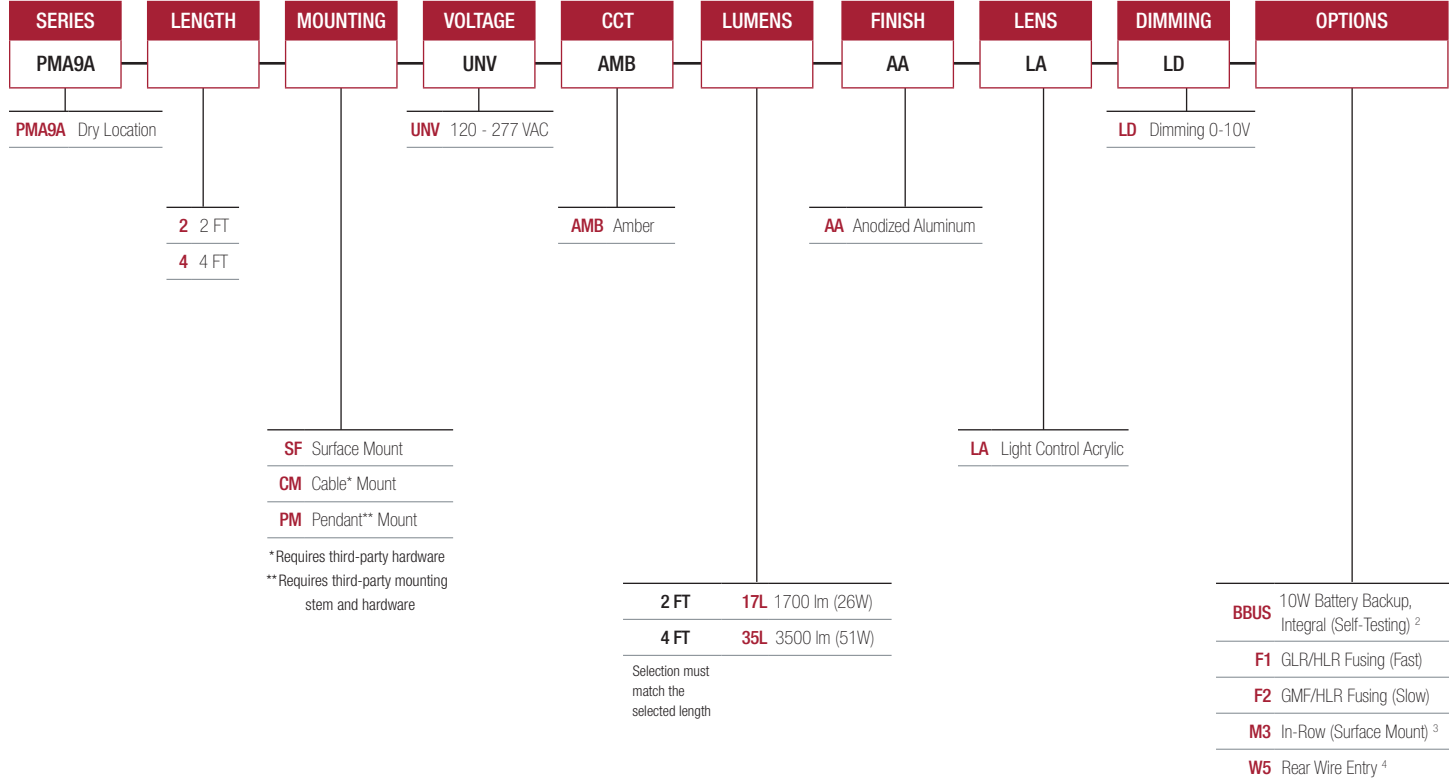 SERIES LENGTH MOUNTING VOLTAGE CCT LUMENS FINISH LENS DIMMING OPTIONS
PMA9A UNV AMB AA LA LD
PMA9A Dry Location
UNV 120 - 277 VAC
LD Dimming 0-10V
2 2 FT
4 4 FT
AMB Amber
AA Anodized Aluminum
SF Surface Mount
CM Cable* Mount
PM Pendant** Mount
*Requires third-party hardware
**Requires third-party mounting
stem and hardware
LA Light Control Acrylic
2 FT 17L 1700 lm (26W)
4 FT 35L 3500 lm (51W)
Selection must
match the
selected length
BBUS 10W Battery Backup,
Integral (Self-Testing) 2
F1 GLR/HLR Fusing (Fast)
F2 GMF/HLR Fusing (Slow)
M3 In-Row (Surface Mount) 3
W5 Rear Wire Entry 4